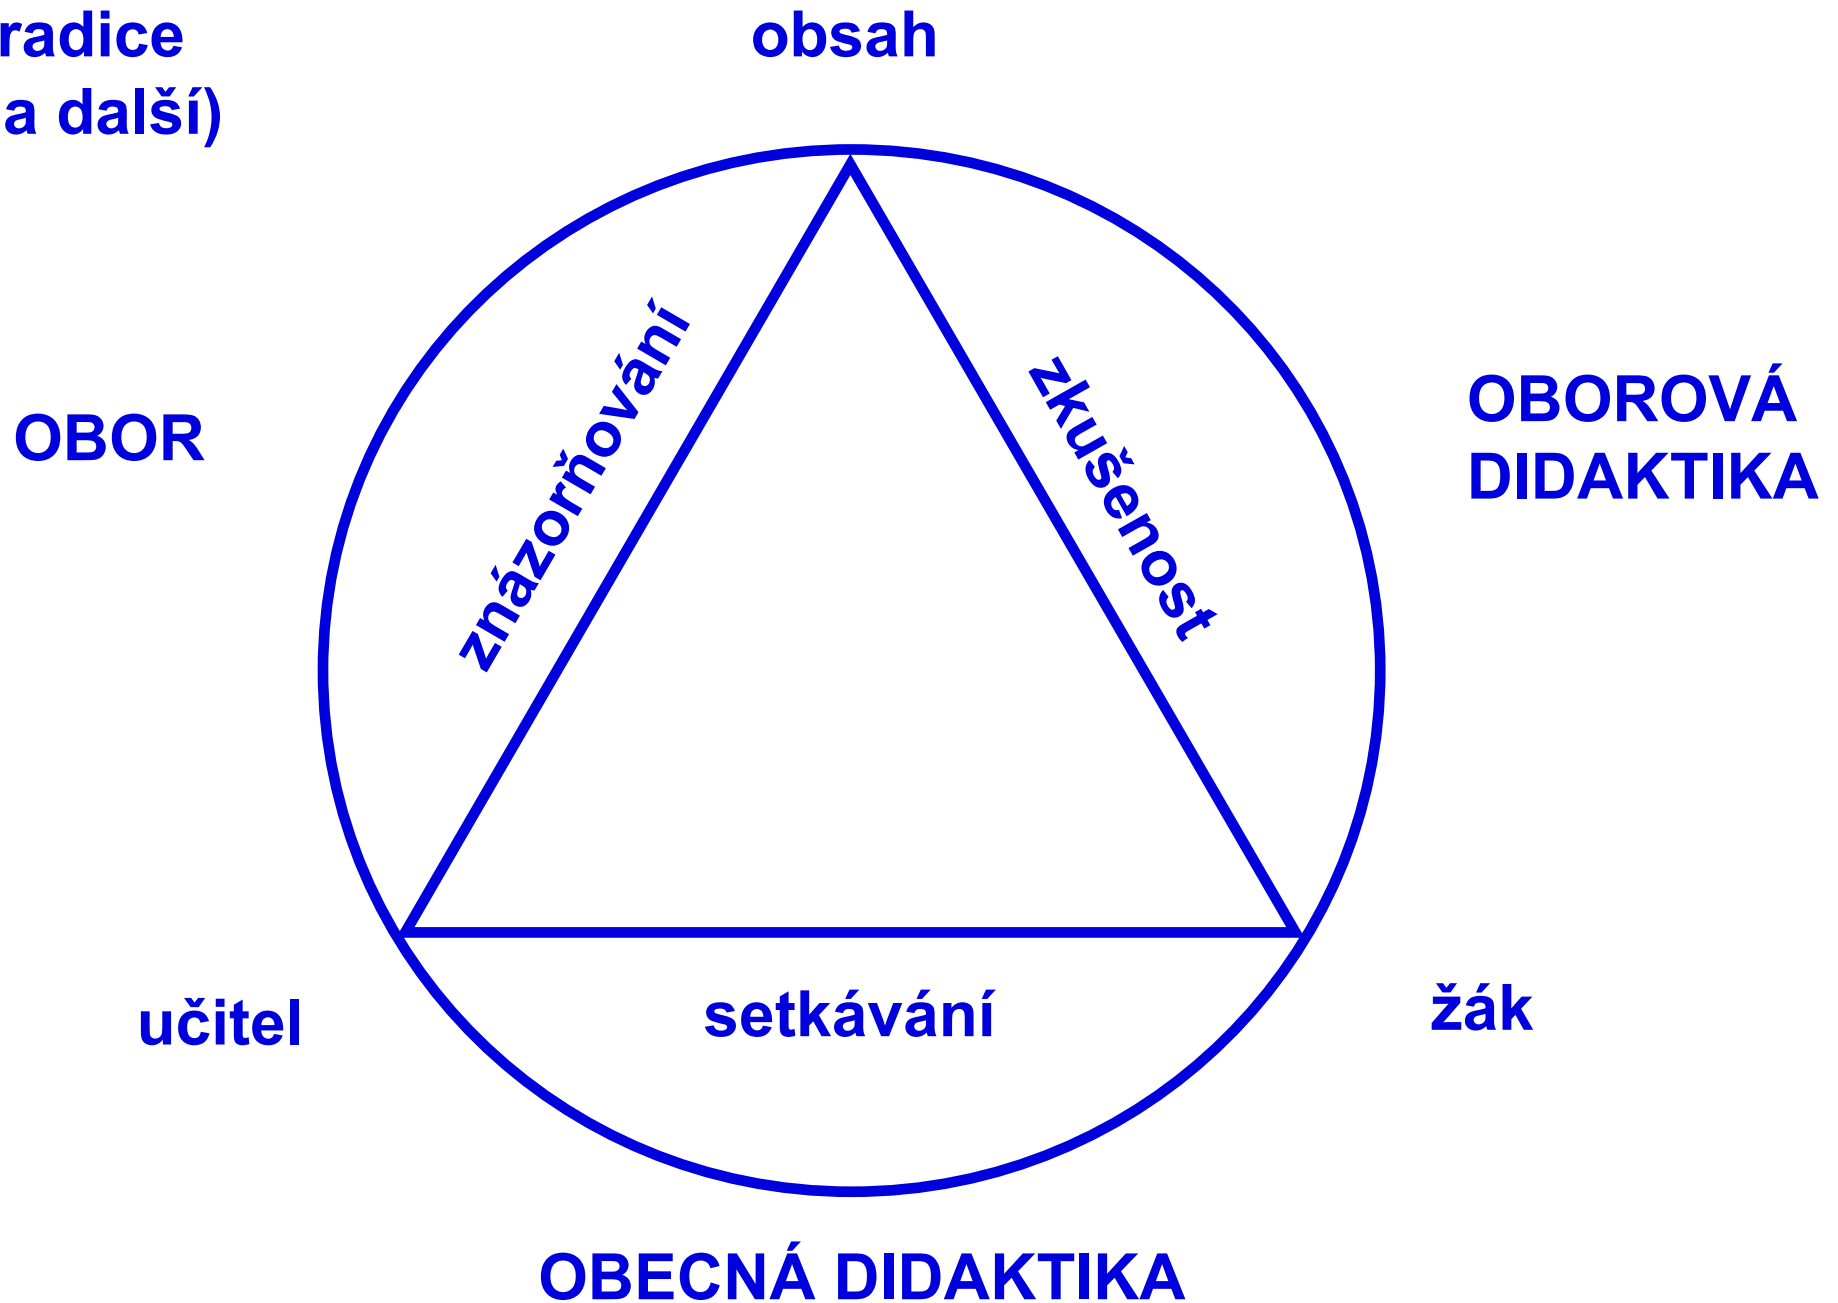 radice
a další)
obsah
znázorňování
zkušenost
OBOR
OBOROVÁ
DIDAKTIKA
učitel
setkávání
žák
OBECNÁ DIDAKTIKA